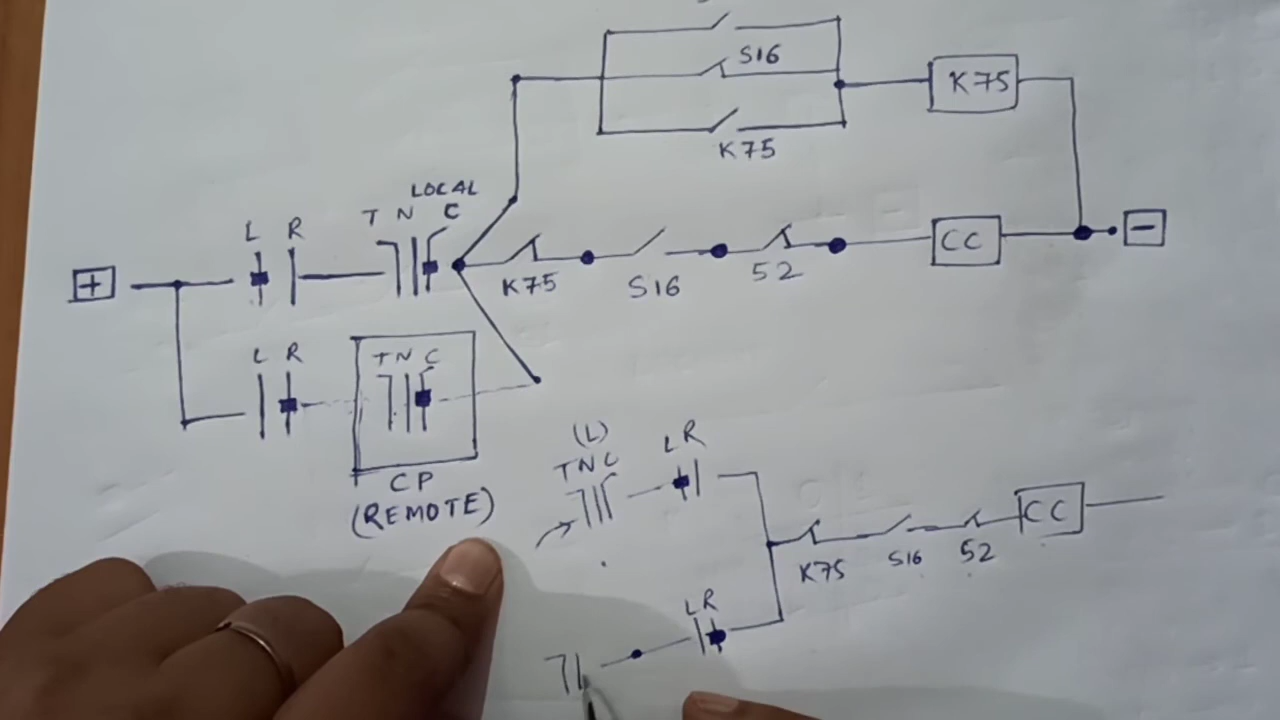 S16
K75
K75
LOCAL
T N C
L R
+
K75
S16
52
CC
-
L R
T N C
CP
(REMOTE)
(L)
T N C
L R
K75
S16
52
CC
L R